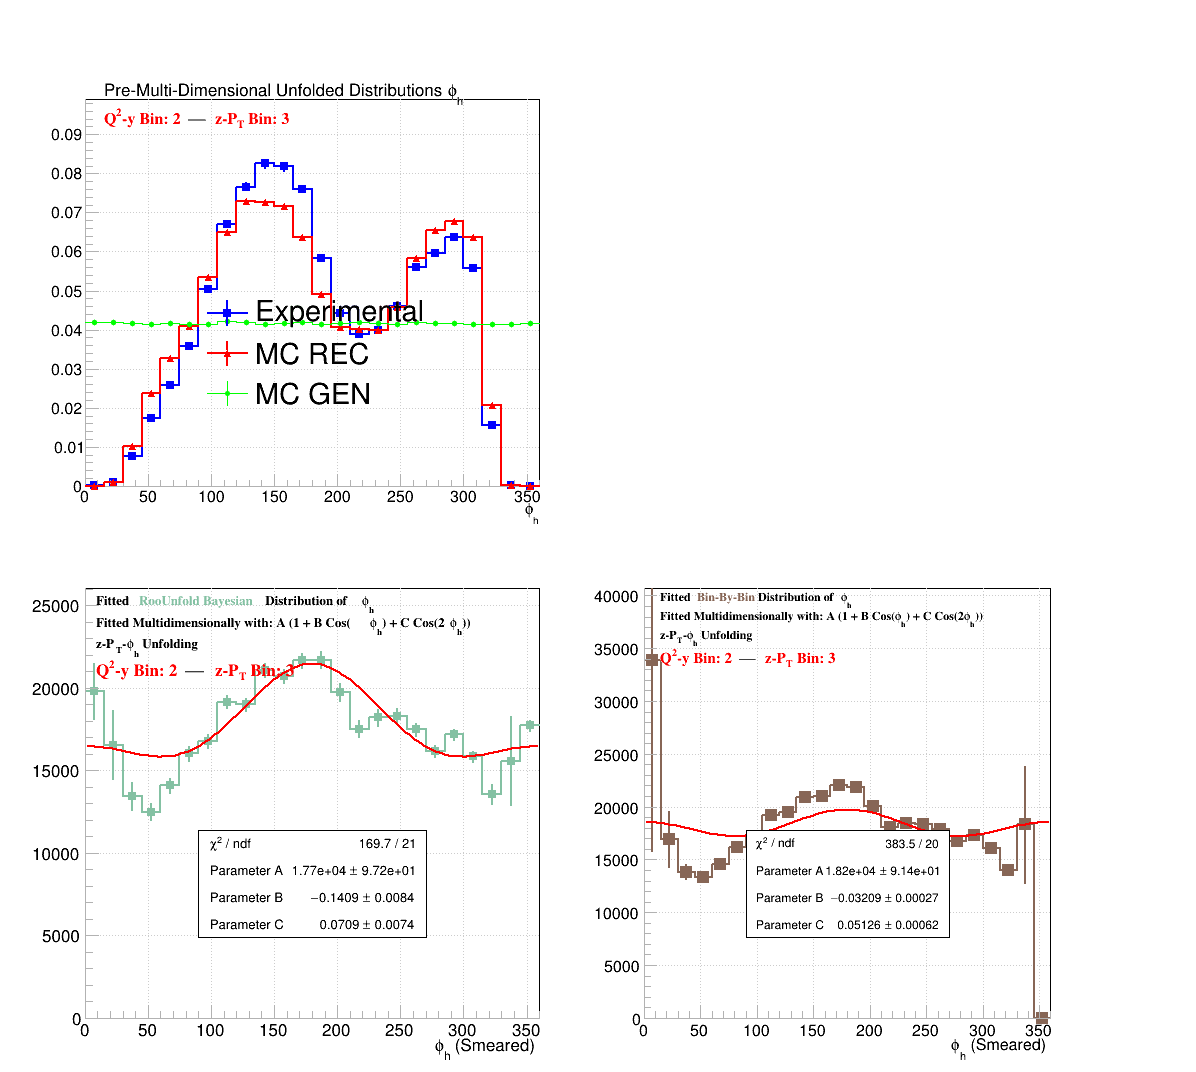 Pre-Multi-Dimensional Unfolded Distributions ϕh
Q²-y Bin: 2 — z-PT Bin: 3
0.09
0.08
0.07
0.06
0.05
0.04
0.03
0.02
0.01
0
Experimental
MC REC
MC GEN
0 50 100 150 200 250 300 350
ϕh
Fitted RooUnfold Bayesian Distribution of ϕh
Fitted Multidimensionally with: A (1 + B Cos( ϕh) + C Cos(2 ϕh))
z-PT-ϕh Unfolding
Q²-y Bin: 2 — z-PT Bin: 3
25000
20000
15000
10000
5000
0
χ² / ndf 169.7 / 21
Parameter A 1.77e+04 ± 9.72e+01
Parameter B −0.1409 ± 0.0084
Parameter C 0.0709 ± 0.0074
0 50 100 150 200 250 300 350
ϕh (Smeared)
Fitted Bin-By-Bin Distribution of ϕh
Fitted Multidimensionally with: A (1 + B Cos(ϕh) + C Cos(2ϕh))
z-PT-ϕh Unfolding
Q²-y Bin: 2 — z-PT Bin: 3
40000
35000
30000
25000
20000
15000
10000
5000
0
χ² / ndf 383.5 / 20
Parameter A 1.82e+04 ± 9.14e+01
Parameter B −0.03209 ± 0.00027
Parameter C 0.05126 ± 0.00062
0 50 100 150 200 250 300 350
ϕh (Smeared)